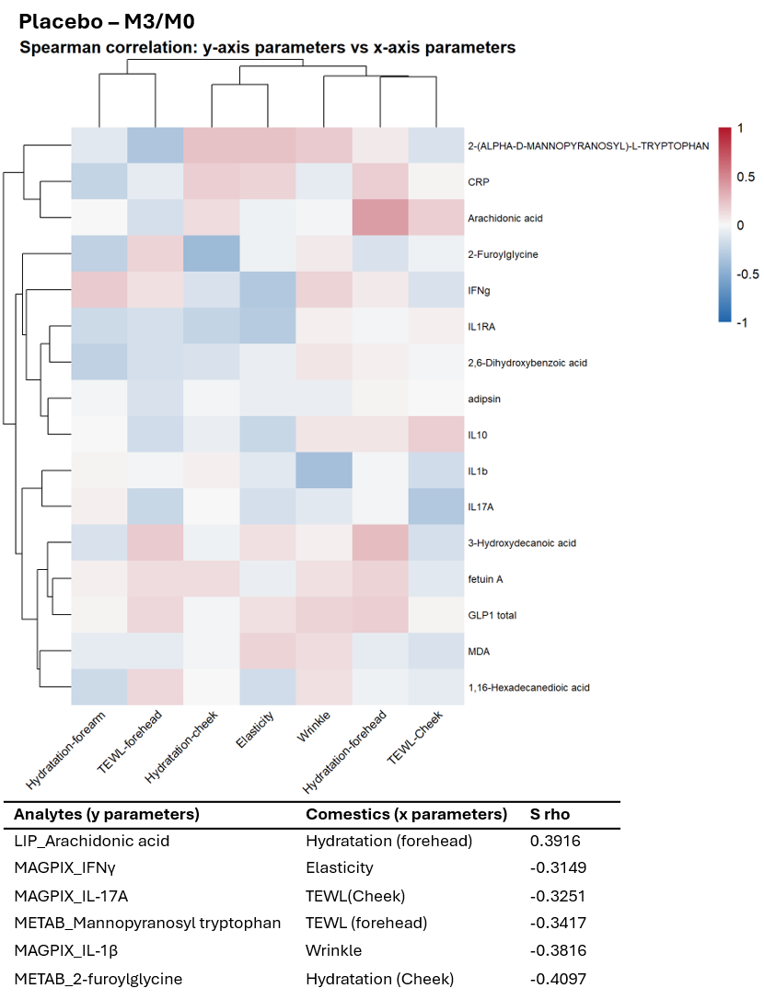 Placebo – M3/M0
Spearman correlation: y-axis parameters vs x-axis parameters
1
0.5
0
-0.5
-1
2-(ALPHA-D-MANNOPYRANOSYL)-L-TRYPTOPHAN
CRP
Arachidonic acid
2-Furoylglycine
IFNg
IL1RA
2,6-Dihydroxybenzoic acid
adipsin
IL10
IL1b
IL17A
3-Hydroxydecanoic acid
fetuin A
GLP1 total
MDA
1,16-Hexadecanedioic acid
Hydratation-forearm
TEWL-forehead
Hydratation-cheek
Elasticity
Wrinkle
Hydratation-forehead
TEWL-Cheek
Analytes (y parameters) Comestics (x parameters) S rho
LIP_Arachidonic acid Hydratation (forehead) 0.3916
MAGPIX_IFNγ Elasticity -0.3149
MAGPIX_IL-17A TEWL(Cheek) -0.3251
METAB_Mannopyranosyl tryptophan TEWL (forehead) -0.3417
MAGPIX_IL-1β Wrinkle -0.3816
METAB_2-furoylglycine Hydratation (Cheek) -0.4097